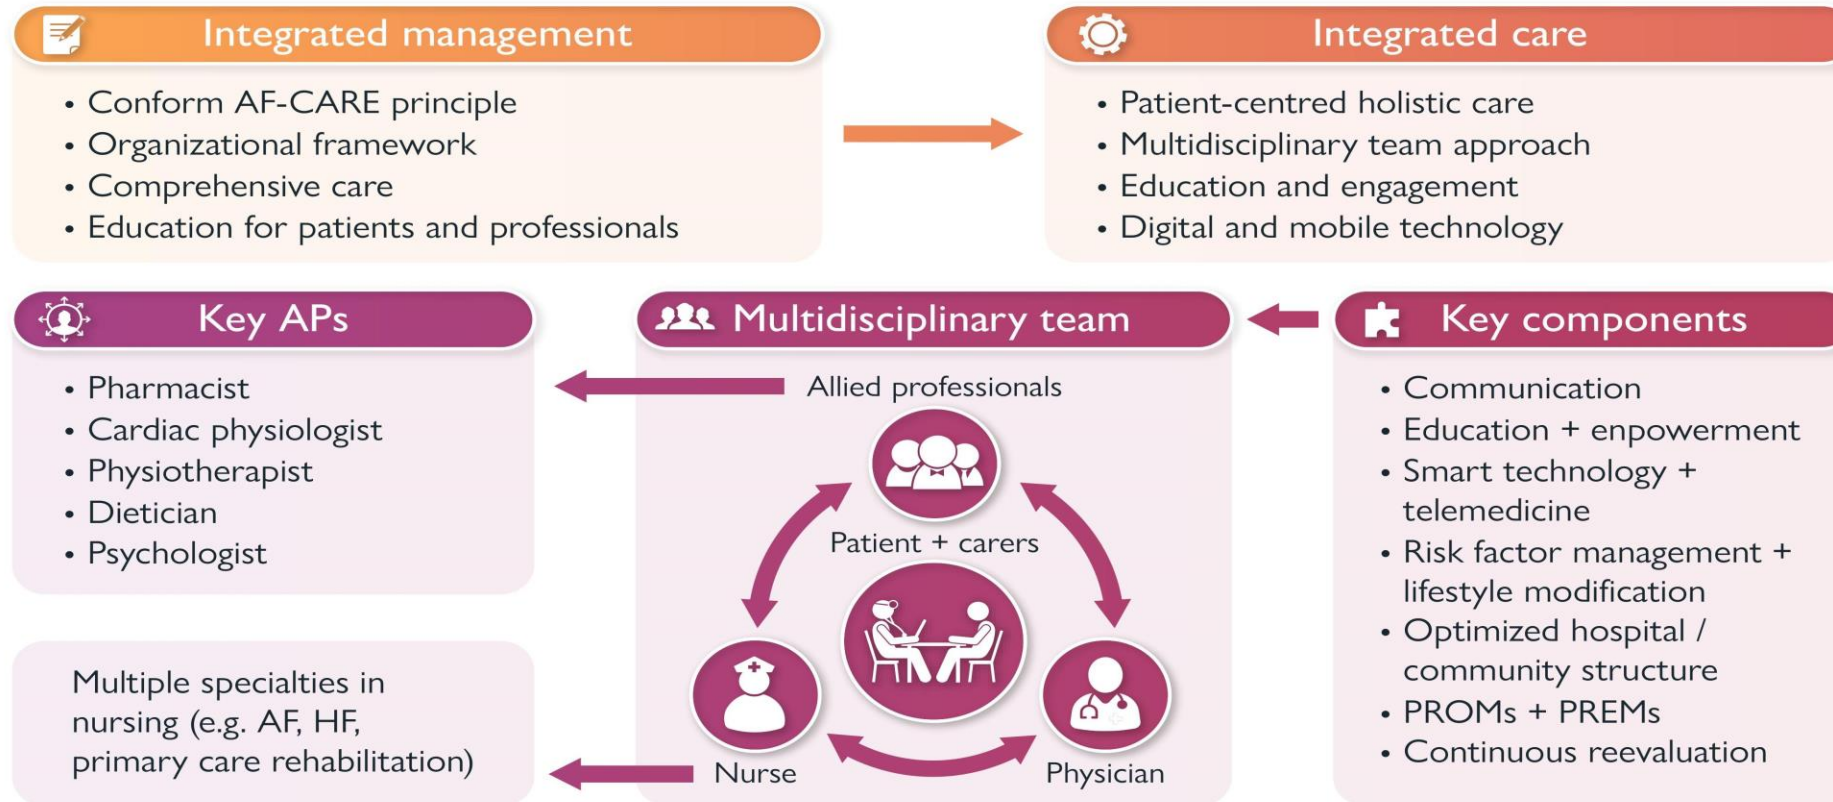 Integrated management
• Conform AF-CARE principle
• Organizational framework
• Comprehensive care
• Education for patients and professionals
Integrated care
• Patient-centred holistic care
• Multidisciplinary team approach
• Education and engagement
• Digital and mobile technology
Key APs
• Pharmacist
• Cardiac physiologist
• Physiotherapist
• Dietician
• Psychologist
Multiple specialties in
nursing (e.g. AF, HF,
primary care rehabilitation)
Multidisciplinary team
Allied professionals
Patient + carers
Nurse
Physician
Key components
• Communication
• Education + enpowerment
• Smart technology +
telemedicine
• Risk factor management +
lifestyle modification
• Optimized hospital /
community structure
• PROMs + PREMs
• Continuous reevaluation